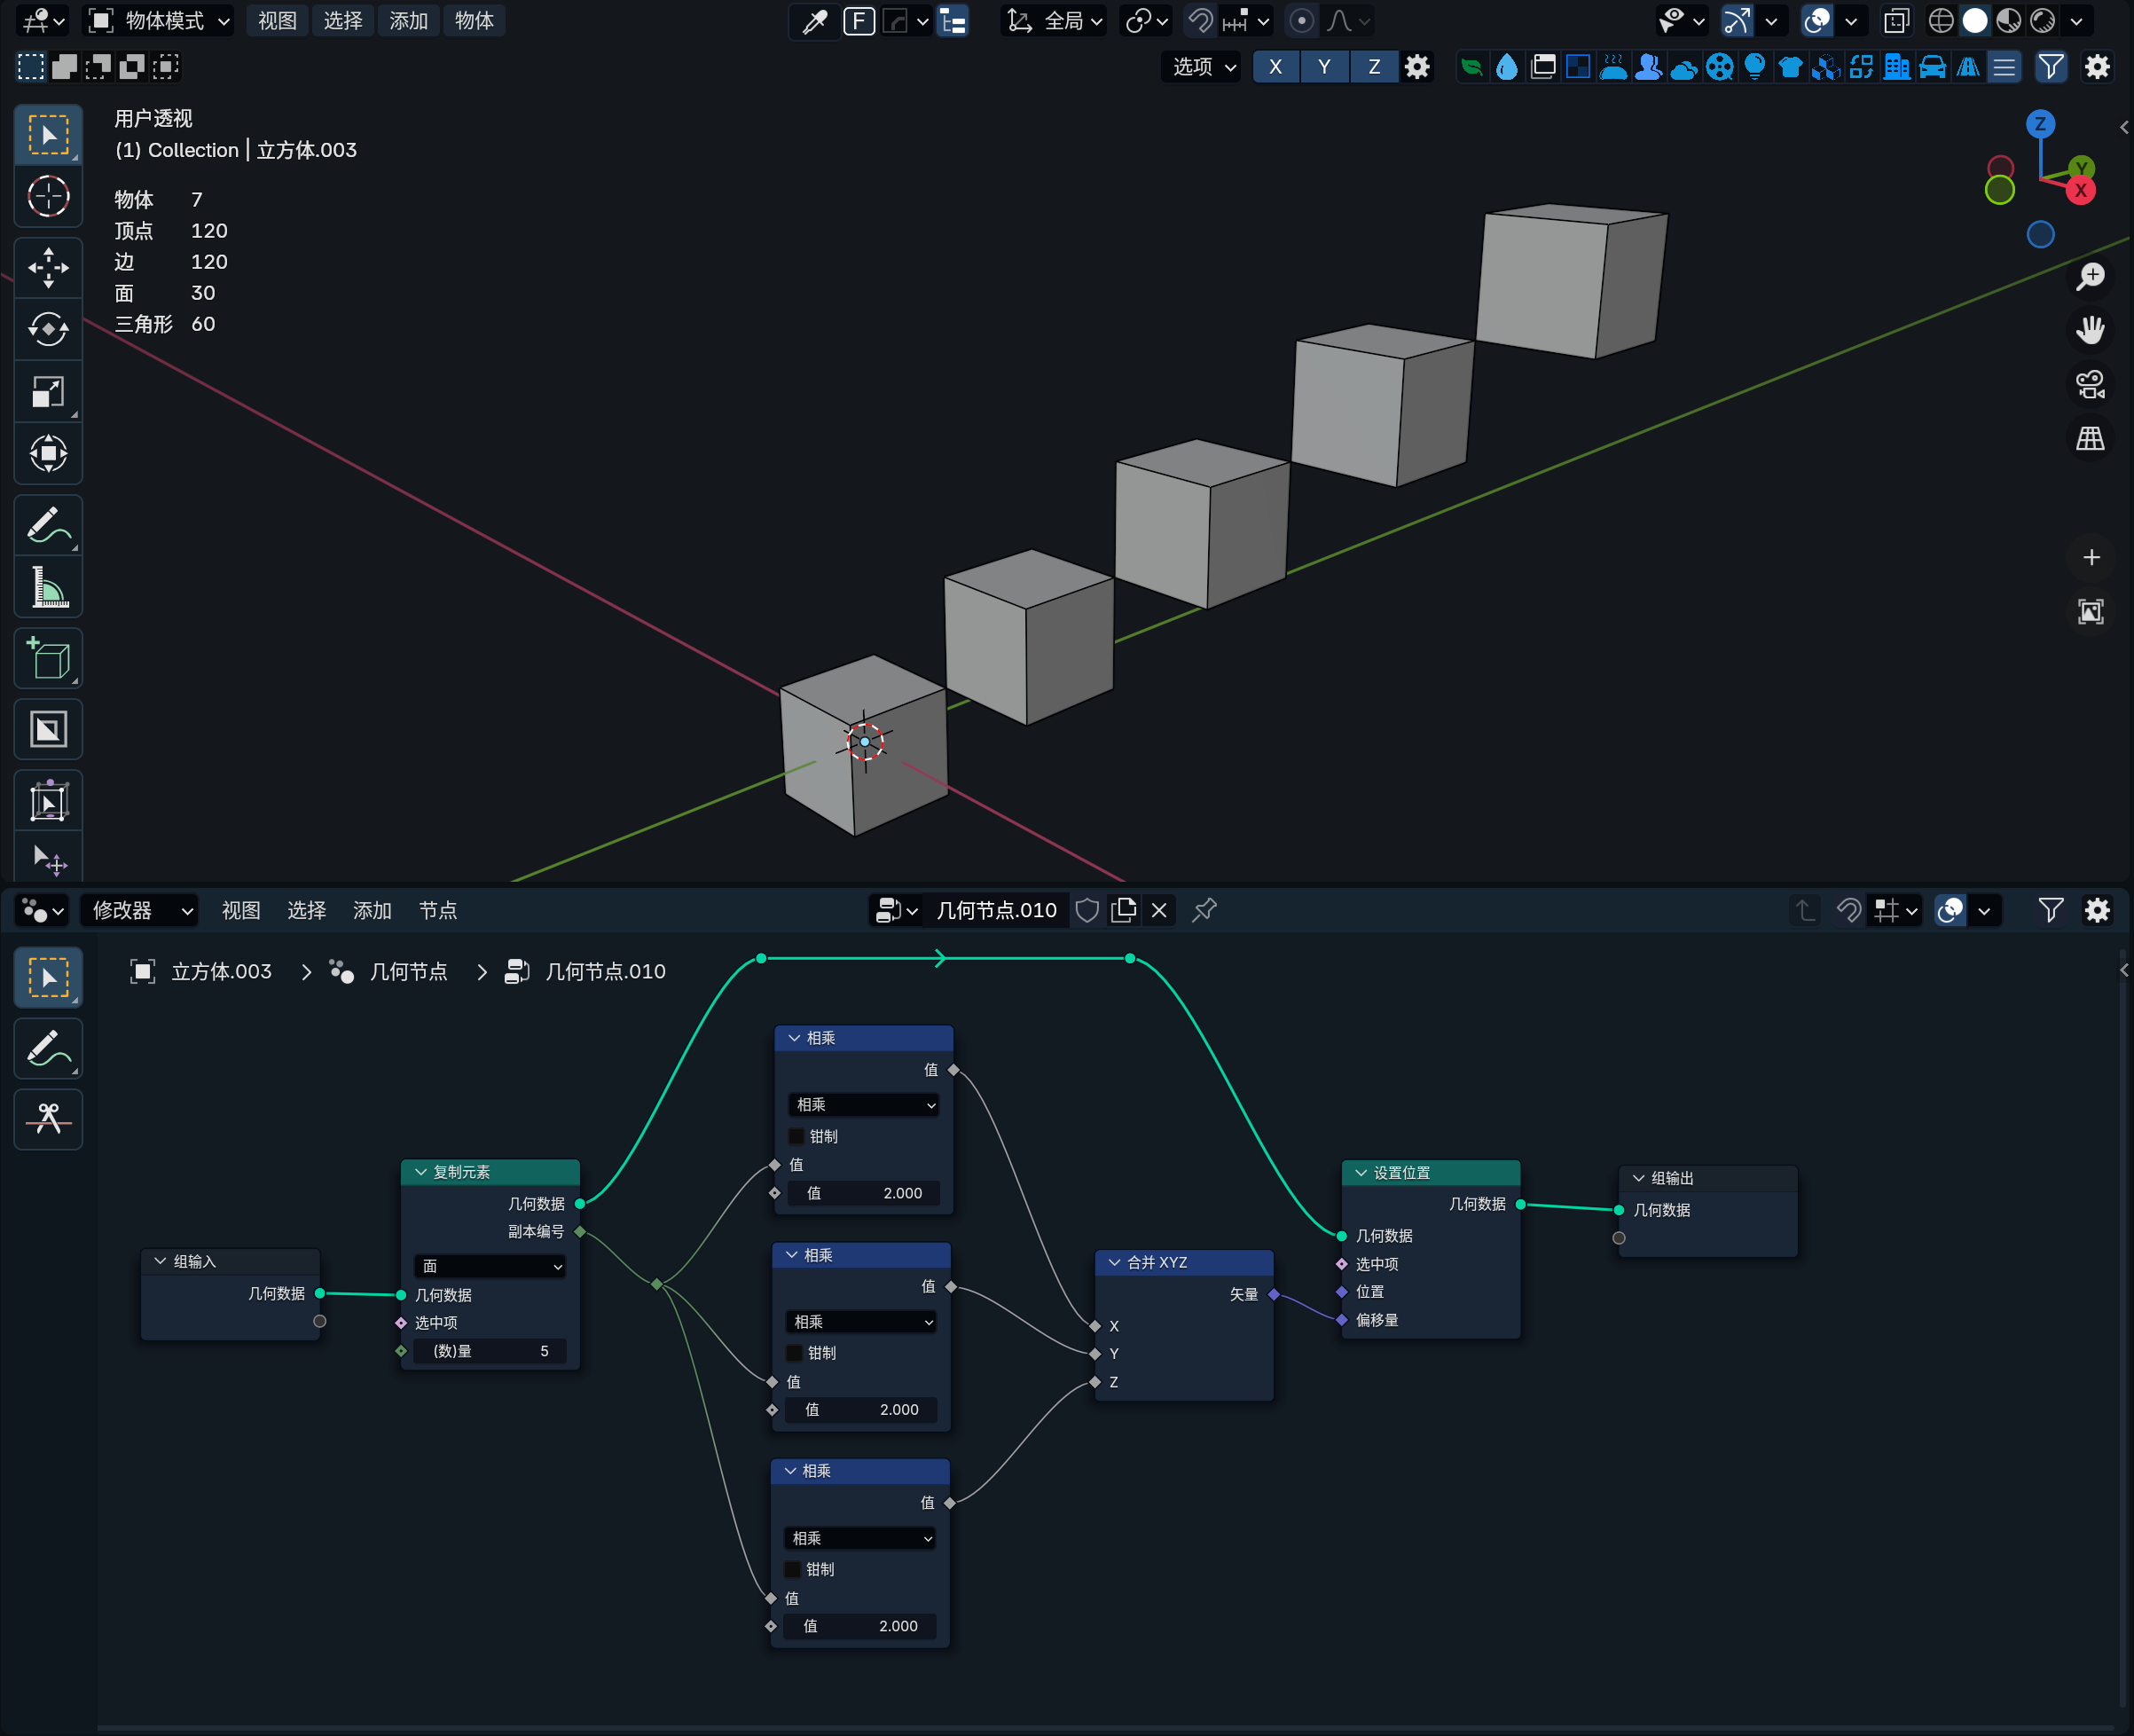 物体模式 视图 选择 添加 物体 F 全局
选项 X Y Z
用户透视
(1) Collection | 立方体.003
物体 7
顶点 120
边 120
面 30
三角形 60
Z
Y
X
修改器 视图 选择 添加 节点 几何节点.010
立方体.003 几何节点 几何节点.010
相乘
值
相乘
钳制
值
值 2.000
复制元素
几何数据
副本编号
面
几何数据
选中项
(数)量 5
组输入
几何数据
相乘
值
相乘
钳制
值
值 2.000
相乘
值
相乘
钳制
值
值 2.000
合并 XYZ
矢量
X
Y
Z
设置位置
几何数据
几何数据
选中项
位置
偏移量
组输出
几何数据